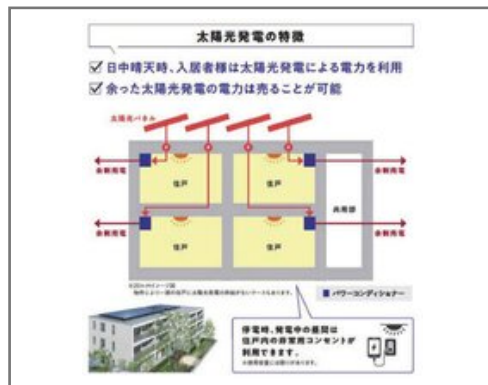 太陽光発電の特徴
日中晴天時、入居者様は太陽光発電による電力を利用
余った太陽光発電の電力は売ることが可能
太陽光パネル
余剰売電
住戸
住戸
余剰売電
共用部
余剰売電
住戸
住戸
余剰売電
パワーコンディショナー
停電時、発電中の昼間は
住戸内の非常用コンセントが
利用できます。